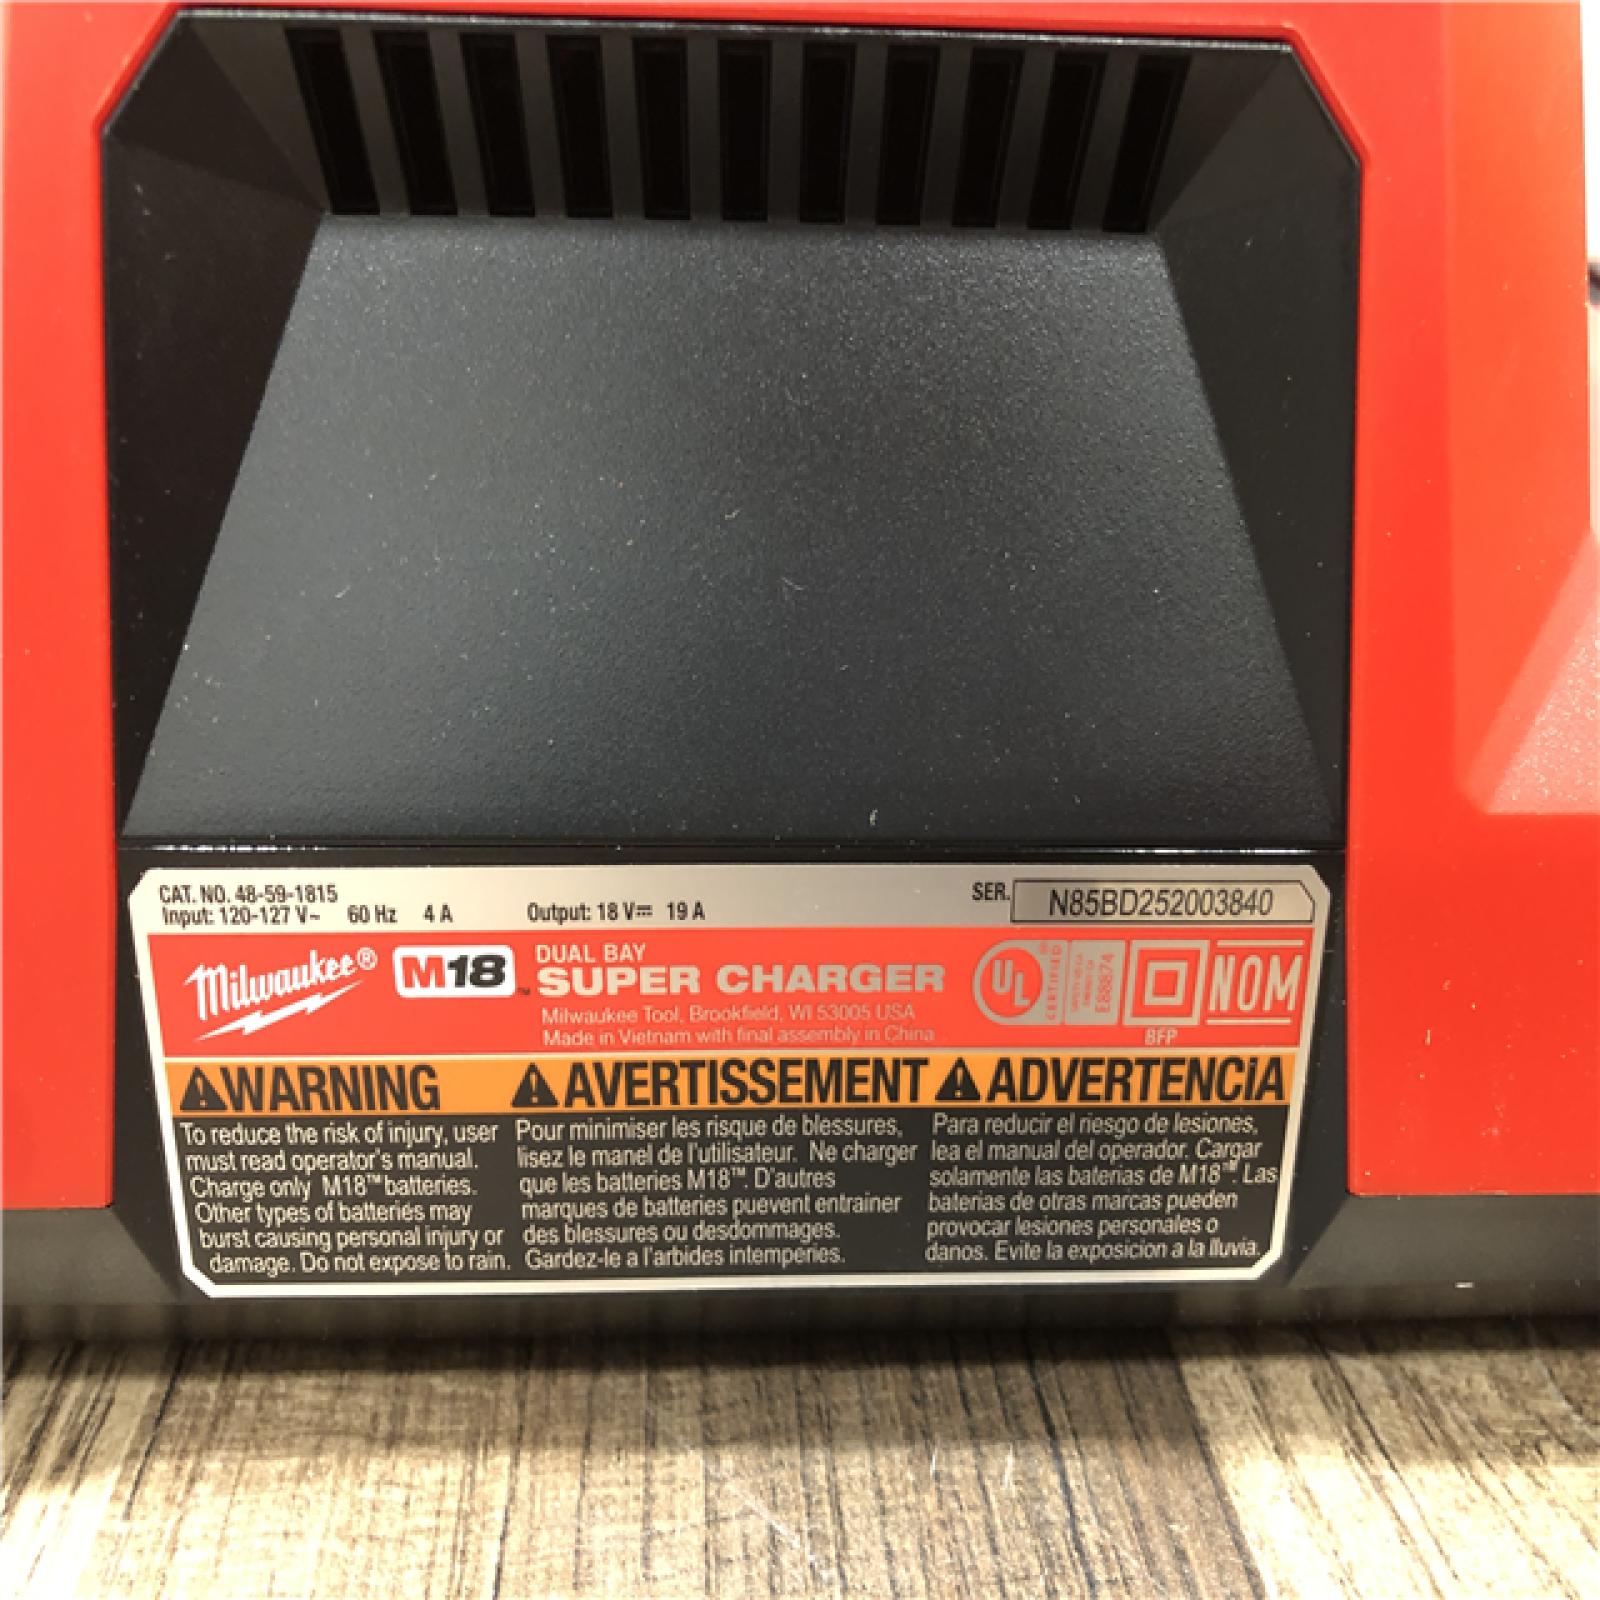 CAT. NO. 48-59-1815
Input: 120-127 V~ 60 Hz 4 A Output: 18 V⎓ 19 A
SER. N85BD252003840
Milwaukee® M18™ DUAL BAY
SUPER CHARGER
Milwaukee Tool, Brookfield, WI 53005 USA
Made in Vietnam with final assembly in China
UL CERTIFIED
E88874
BFP
NOM
WARNING
To reduce the risk of injury, user
must read operator's manual.
Charge only M18™ batteries.
Other types of batteries may
burst causing personal injury or
damage. Do not expose to rain.
AVERTISSEMENT
Pour minimiser les risque de blessures,
lisez le manel de l'utilisateur. Ne charger
que les batteries M18™. D'autres
marques de batteries puevent entrainer
des blessures ou desdommages.
Gardez-le a l'arbides intemperies.
ADVERTENCiA
Para reducir el riesgo de lesiones,
lea el manual del operador. Cargar
solamente las baterias de M18™. Las
baterias de otras marcas pueden
provocar lesiones personales o
danos. Evite la exposicion a la lluvia.